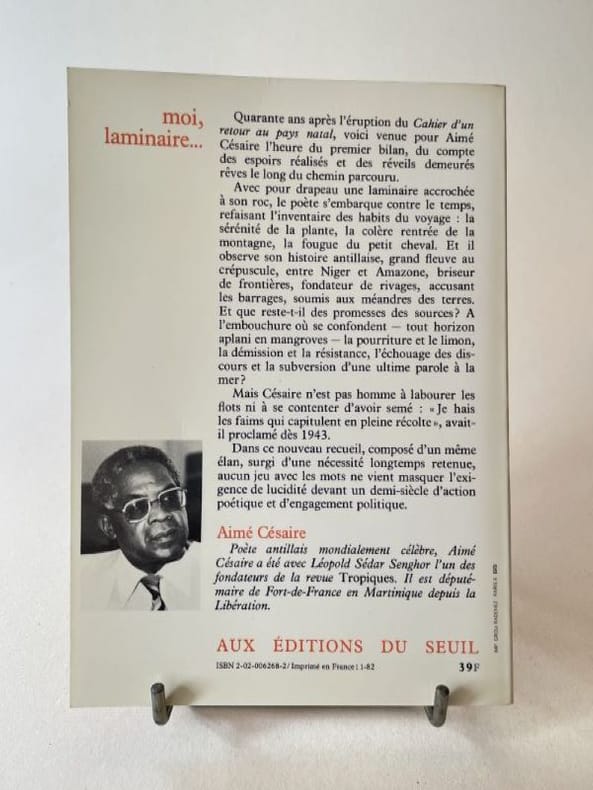 moi,
laminaire...
Quarante ans après l'éruption du Cahier d'un
retour au pays natal, voici venue pour Aimé
Césaire l'heure du premier bilan, du compte
des espoirs réalisés et des réveils demeurés
rêves le long du chemin parcouru.
Avec pour drapeau une laminaire accrochée
à son roc, le poète s'embarque contre le temps,
refaisant l'inventaire des habits du voyage : la
sérénité de la plante, la colère rentrée de la
montagne, la fougue du petit cheval. Et il
observe son histoire antillaise, grand fleuve au
crépuscule, entre Niger et Amazone, briseur
de frontières, fondateur de rivages, accusant
les barrages, soumis aux méandres des terres.
Et que reste-t-il des promesses des sources? A
l'embouchure où se confondent — tout horizon
aplani en mangroves — la pourriture et le limon,
la démission et la résistance, l'échouage des dis-
cours et la subversion d'une ultime parole à la
mer?
Mais Césaire n'est pas homme à labourer les
flots ni à se contenter d'avoir semé : «Je hais
les faims qui capitulent en pleine récolte», avait-
il proclamé dès 1943.
Dans ce nouveau recueil, composé d'un même
élan, surgi d'une nécessité longtemps retenue,
aucun jeu avec les mots ne vient masquer l'exi-
gence de lucidité devant un demi-siècle d'action
poétique et d'engagement politique.
Aimé Césaire
Poète antillais mondialement célèbre, Aimé
Césaire a été avec Léopold Sédar Senghor l'un des
fondateurs de la revue Tropiques. Il est député-
maire de Fort-de-France en Martinique depuis la
Libération.
AUX ÉDITIONS DU SEUIL
ISBN 2-02-006268-2/Imprimé en France 11-82
39F